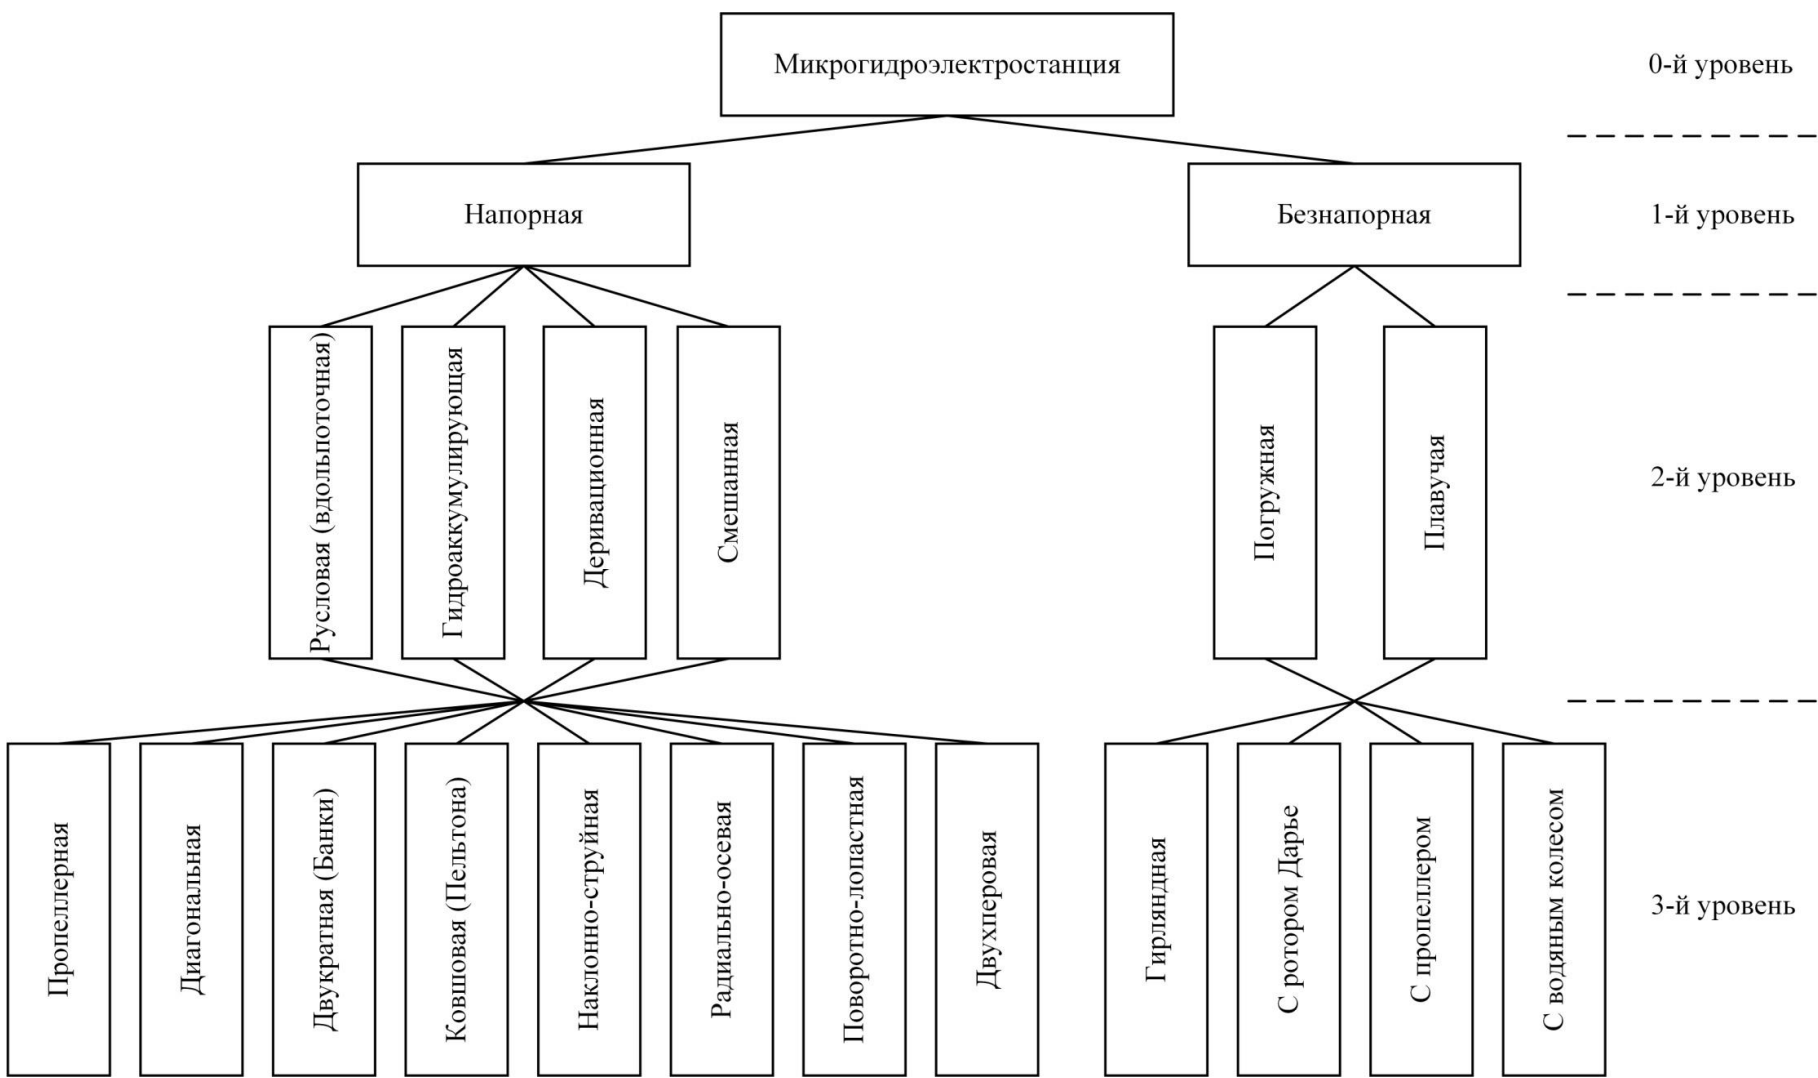 Микрогидроэлектростанция
0-й уровень
Напорная
Безнапорная
1-й уровень
Русловая (вдольпоточная)
Гидроаккумулирующая
Деривационная
Смешанная
Погружная
Плавучая
2-й уровень
Пропеллерная
Диагональная
Двукратная (Банки)
Ковшовая (Пельтона)
Наклонно-струйная
Радиально-осевая
Поворотно-лопастная
Двухперовая
Гирляндная
С ротором Дарье
С пропеллером
С водяным колесом
3-й уровень